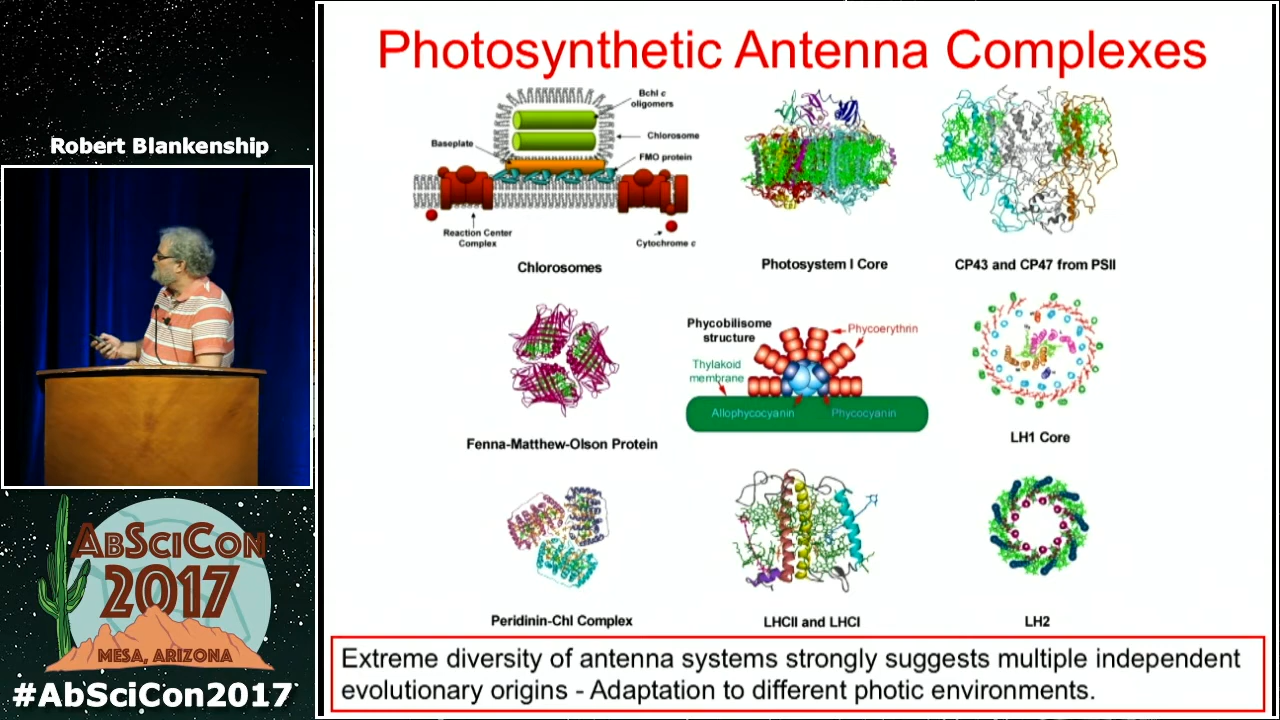 Photosynthetic Antenna Complexes
Robert Blankenship
Bchl c
oligomers
Chlorosome
Baseplate
FMO protein
Reaction Center
Complex
Cytochrome c
Chlorosomes
Photosystem I Core
CP43 and CP47 from PSII
Phycobilisome
structure
Phycoerythrin
Thylakoid
membrane
Allophycocyanin
Phycocyanin
Fenna-Matthew-Olson Protein
LH1 Core
Peridinin-Chl Complex
LHCII and LHCI
LH2
Extreme diversity of antenna systems strongly suggests multiple independent
evolutionary origins - Adaptation to different photic environments.
AbSciCon
2017
MESA, ARIZONA
#AbSciCon2017